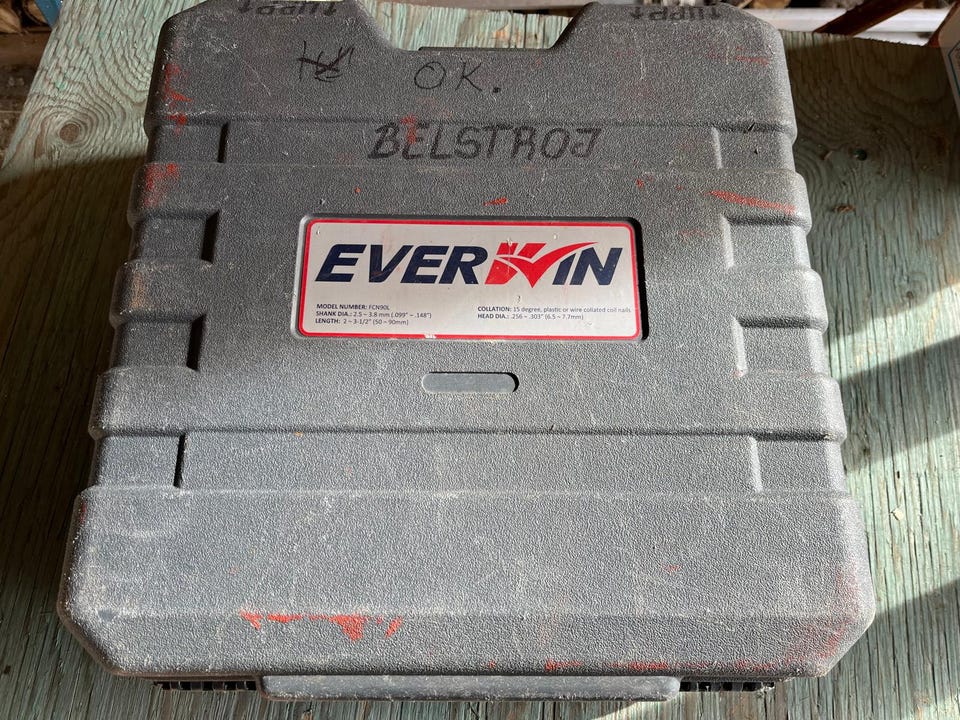 OK.
BELSTROJ
EVERWIN
MODEL NUMBER: FCN90L
SHANK DIA.: 2.5 ~ 3.8 mm (.099" ~ .148")
LENGTH: 2 ~ 3-1/2" (50 ~ 90mm)
COLLATION: 15 degree, plastic or wire collated coil nails
HEAD DIA.: .256 ~ .303" (6.5 ~ 7.7mm)